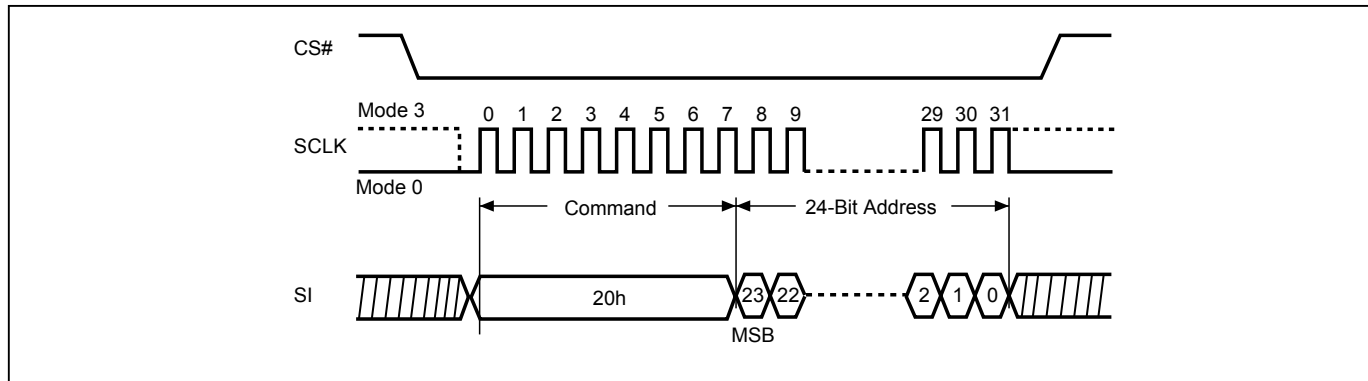 CS#
Mode 3
0 1 2 3 4 5 6 7 8 9 29 30 31
SCLK
Mode 0
Command 24-Bit Address
SI 20h 23 22 2 1 0
MSB